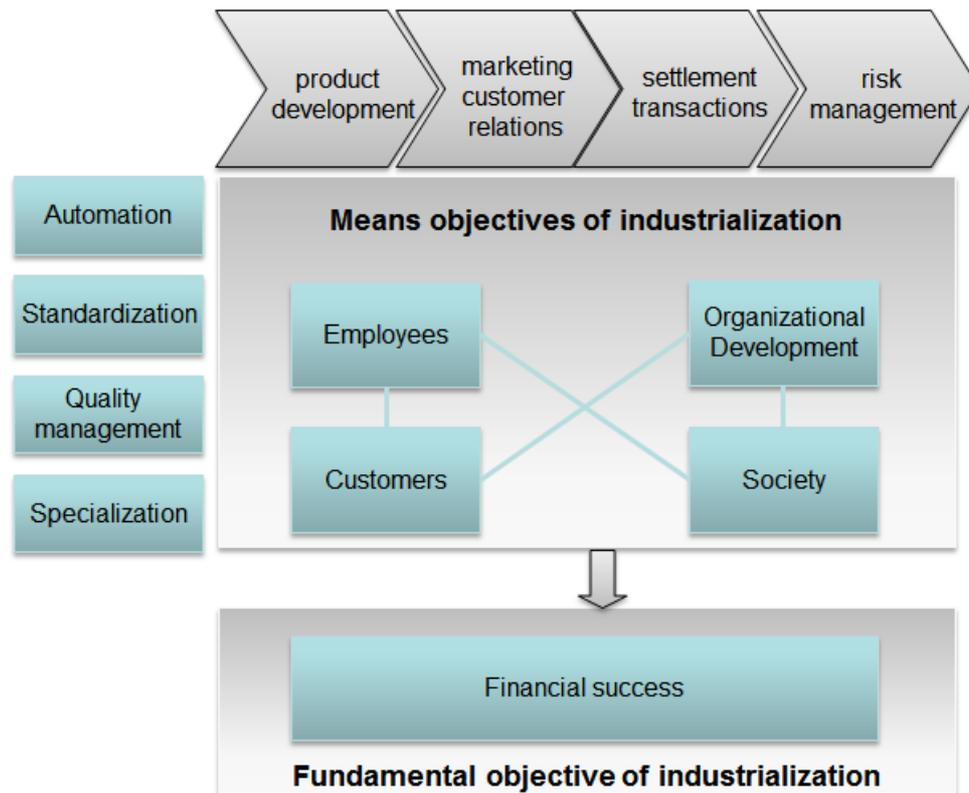 product
development
marketing
customer
relations
settlement
transactions
risk
management
Automation
Standardization
Quality
management
Specialization
Means objectives of industrialization
Employees
Organizational
Development
Customers
Society
Financial success
Fundamental objective of industrialization